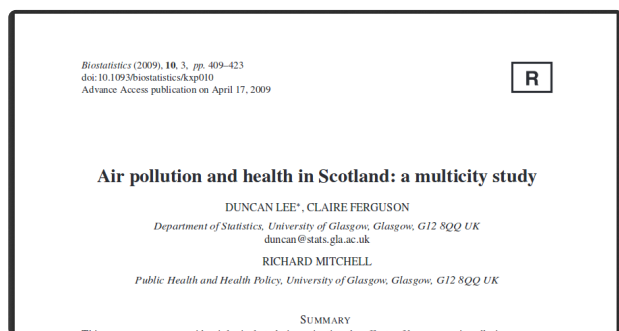 Biostatistics (2009), 10, 3, pp. 409–423
doi:10.1093/biostatistics/kxp010
Advance Access publication on April 17, 2009
R
Air pollution and health in Scotland: a multicity study
DUNCAN LEE*, CLAIRE FERGUSON
Department of Statistics, University of Glasgow, Glasgow, G12 8QQ UK
duncan@stats.gla.ac.uk
RICHARD MITCHELL
Public Health and Health Policy, University of Glasgow, Glasgow, G12 8QQ UK
SUMMARY